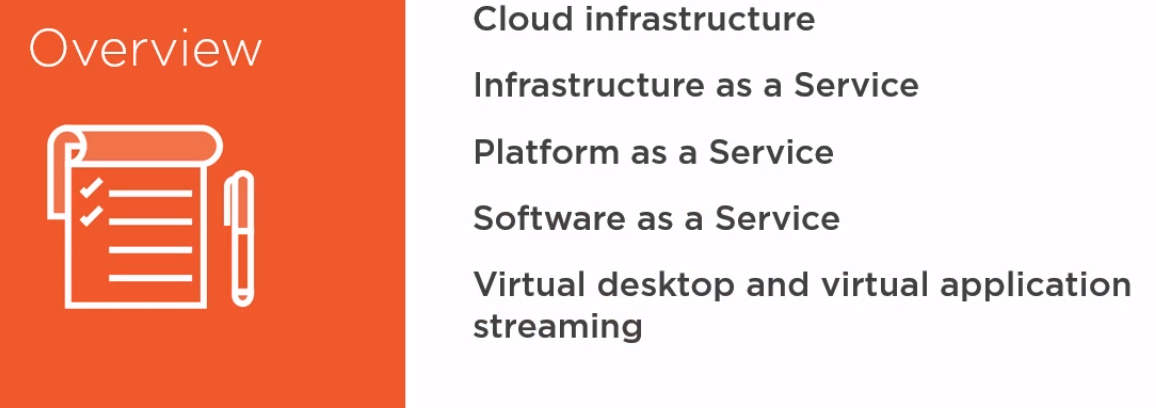 Overview
Cloud infrastructure
Infrastructure as a Service
Platform as a Service
Software as a Service
Virtual desktop and virtual application
streaming